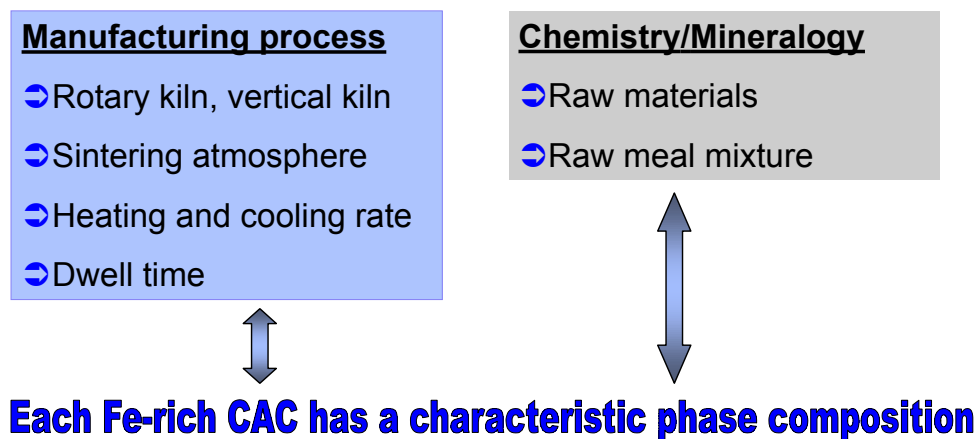 Manufacturing process
➲Rotary kiln, vertical kiln
➲Sintering atmosphere
➲Heating and cooling rate
➲Dwell time
Chemistry/Mineralogy
➲Raw materials
➲Raw meal mixture
Each Fe-rich CAC has a characteristic phase composition